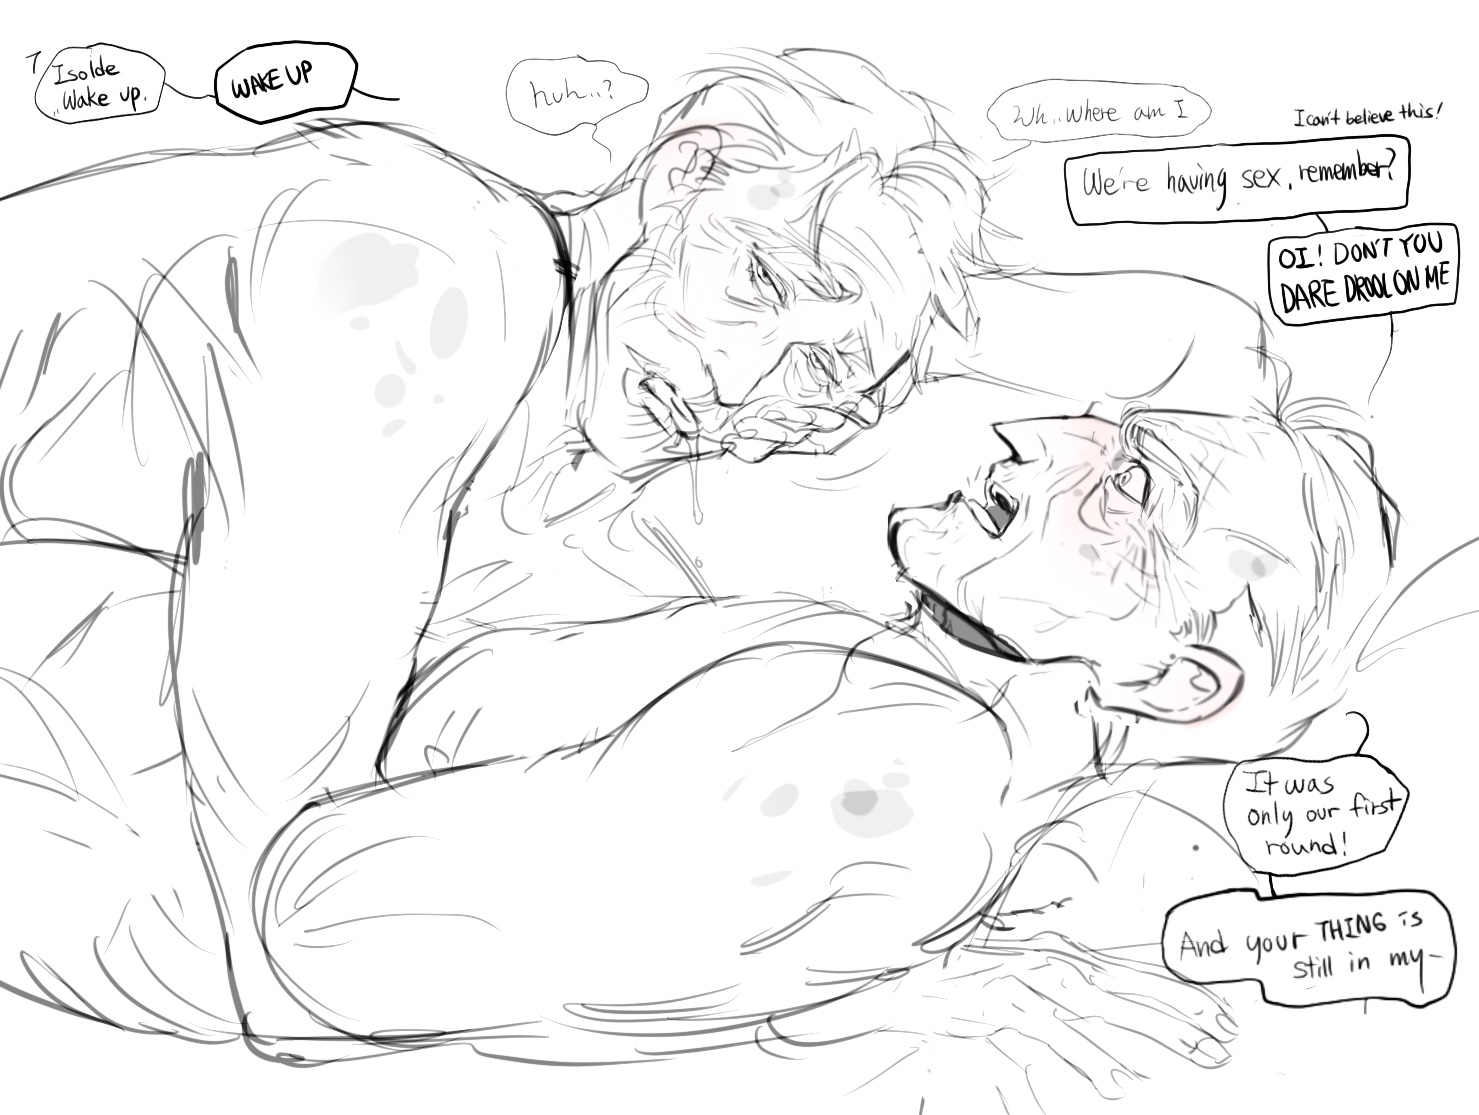 Isolde
..Wake up.
WAKE UP
huh...?
Wh...where am I
I can't believe this!
We're having sex, remember?
OI! DON'T YOU
DARE DROOL ON ME
It was
only our first
round!
And your THING is
still in my-